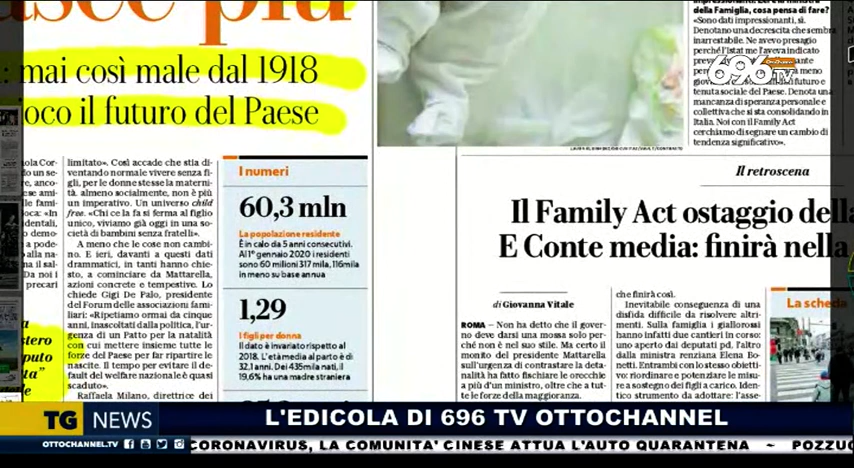 asce più
: mai così male dal 1918
oco il futuro del Paese
limitato». Così accade che stia di-
ventando normale vivere senza fi-
gli, per le donne stesse la materni-
tà, almeno socialmente, non è più
un imperativo. Un universo child
free. «Chi ce la fa si ferma al figlio
unico, viviamo già oggi in una so-
cietà di bambini senza fratelli».
A meno che le cose non cambi-
no. E ieri, davanti a questi dati
drammatici, in tanti hanno chie-
sto, a cominciare da Mattarella,
azioni concrete e tempestive. Lo
chiede Gigi De Palo, presidente
del Forum delle associazioni fami-
liari: «Ripetiamo ormai da cinque
anni, inascoltati dalla politica, l'ur-
genza di un Patto per la natalità
con cui mettere insieme tutte le
forze del Paese per far ripartire le
nascite. Il tempo per evitare il de-
fault del welfare nazionale è quasi
scaduto».
Raffaela Milano, direttrice dei
I numeri
60,3 mln
La popolazione residente
È in calo da 5 anni consecutivi.
Al 1° gennaio 2020 i residenti
sono 60 milioni 317 mila, 116mila
in meno su base annua
1,29
I figli per donna
Il dato è invariato rispetto al
2018. L'età media al parto è di
32,1 anni. Dei 435mila nati, il
19,6% ha una madre straniera
della Famiglia, cosa pensa di fare?
«Sono dati impressionanti, sì.
Denotano una decrescita che sembra
inarrestabile. Ne avevo presagio
perché l'Istat me l'aveva indicato
tenuta sociale del Paese. Denota una
mancanza di speranza personale e
collettiva che si sta consolidando in
Italia. Noi con il Family Act
cerchiamo di segnare un cambio di
tendenza significativo».
696
TV
Il retroscena
Il Family Act ostaggio dell
E Conte media: finirà nella
di Giovanna Vitale
ROMA – Non ha detto che il gover-
no deve darsi una mossa solo per-
ché non è nel suo stile. Ma certo il
monito del presidente Mattarella
sull'urgenza di contrastare la de-
natalità ha fatto fischiare le orecchie
a più d'un ministro, oltre che a tut-
te le forze della maggioranza.
che finirà così.
Inevitabile conseguenza di una
disfida difficile da risolvere altri-
menti. Sulla famiglia i giallorossi
hanno infatti due cantieri in corso:
uno aperto dai deputati pd, l'altro
dalla ministra renziana Elena Bo-
netti. Entrambi con lo stesso obietti-
vo: riordinare e potenziare le misu-
re a sostegno dei figli a carico. Iden-
tico strumento da adottare: l'asse-
La scheda
TG NEWS
L'EDICOLA DI 696 TV OTTOCHANNEL
OTTOCHANNEL.TV
CORONAVIRUS, LA COMUNITA' CINESE ATTUA L'AUTO QUARANTENA ~ POZZUO